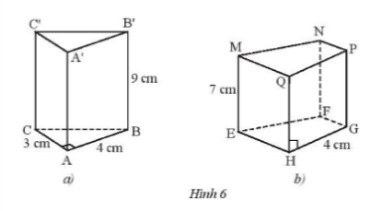 C' B' N
A' M P
Q
9 cm 7 cm
C B E F G
3 cm 4 cm 4 cm
A H
a) b)
Hình 6